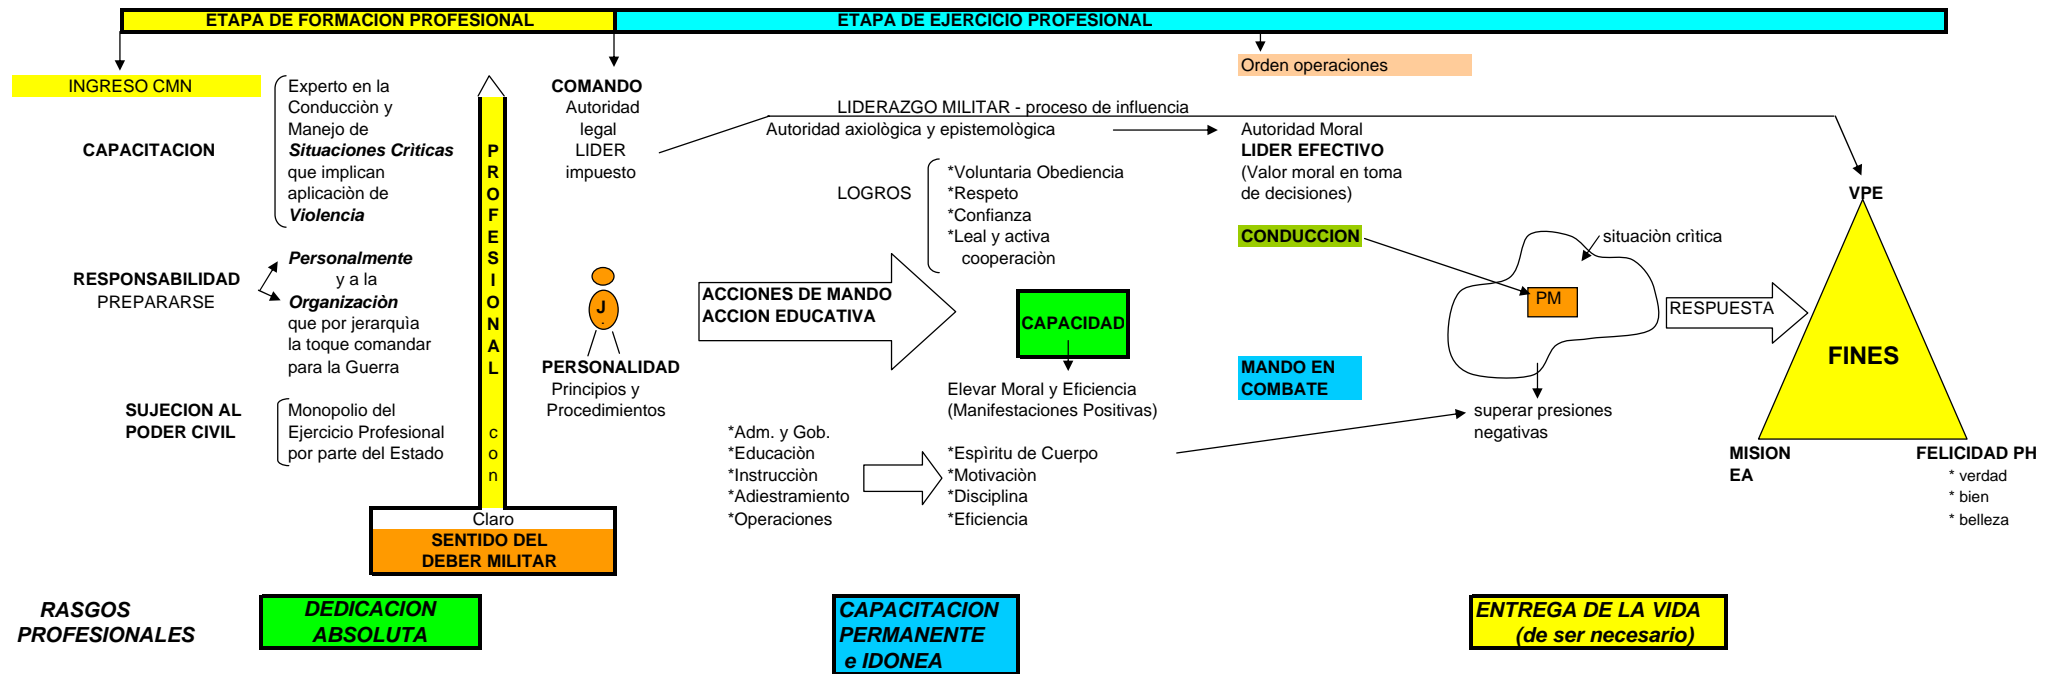 ETAPA DE FORMACION PROFESIONAL
ETAPA DE EJERCICIO PROFESIONAL
INGRESO CMN
CAPACITACION
Experto en la
Conducciòn y
Manejo de
Situaciones Crìticas
que implican
aplicaciòn de
Violencia
RESPONSABILIDAD
PREPARARSE
Personalmente
y a la
Organizaciòn
que por jerarquìa
la toque comandar
para la Guerra
SUJECION AL
PODER CIVIL
Monopolio del
Ejercicio Profesional
por parte del Estado
P
R
O
F
E
S
I
O
N
A
L
c
o
n
Claro
SENTIDO DEL
DEBER MILITAR
COMANDO
Autoridad
legal
LIDER
impuesto
J
.
PERSONALIDAD
Principios y
Procedimientos
LIDERAZGO MILITAR - proceso de influencia
Autoridad axiològica y epistemològica
LOGROS
*Voluntaria Obediencia
*Respeto
*Confianza
*Leal y activa
cooperaciòn
ACCIONES DE MANDO
ACCION EDUCATIVA
CAPACIDAD
Elevar Moral y Eficiencia
(Manifestaciones Positivas)
*Adm. y Gob.
*Educaciòn
*Instrucciòn
*Adiestramiento
*Operaciones
*Espìritu de Cuerpo
*Motivaciòn
*Disciplina
*Eficiencia
Orden operaciones
Autoridad Moral
LIDER EFECTIVO
(Valor moral en toma
de decisiones)
CONDUCCION
MANDO EN
COMBATE
situaciòn crìtica
PM
superar presiones
negativas
RESPUESTA
VPE
FINES
MISION
EA
FELICIDAD PH
* verdad
* bien
* belleza
RASGOS
PROFESIONALES
DEDICACION
ABSOLUTA
CAPACITACION
PERMANENTE
e IDONEA
ENTREGA DE LA VIDA
(de ser necesario)